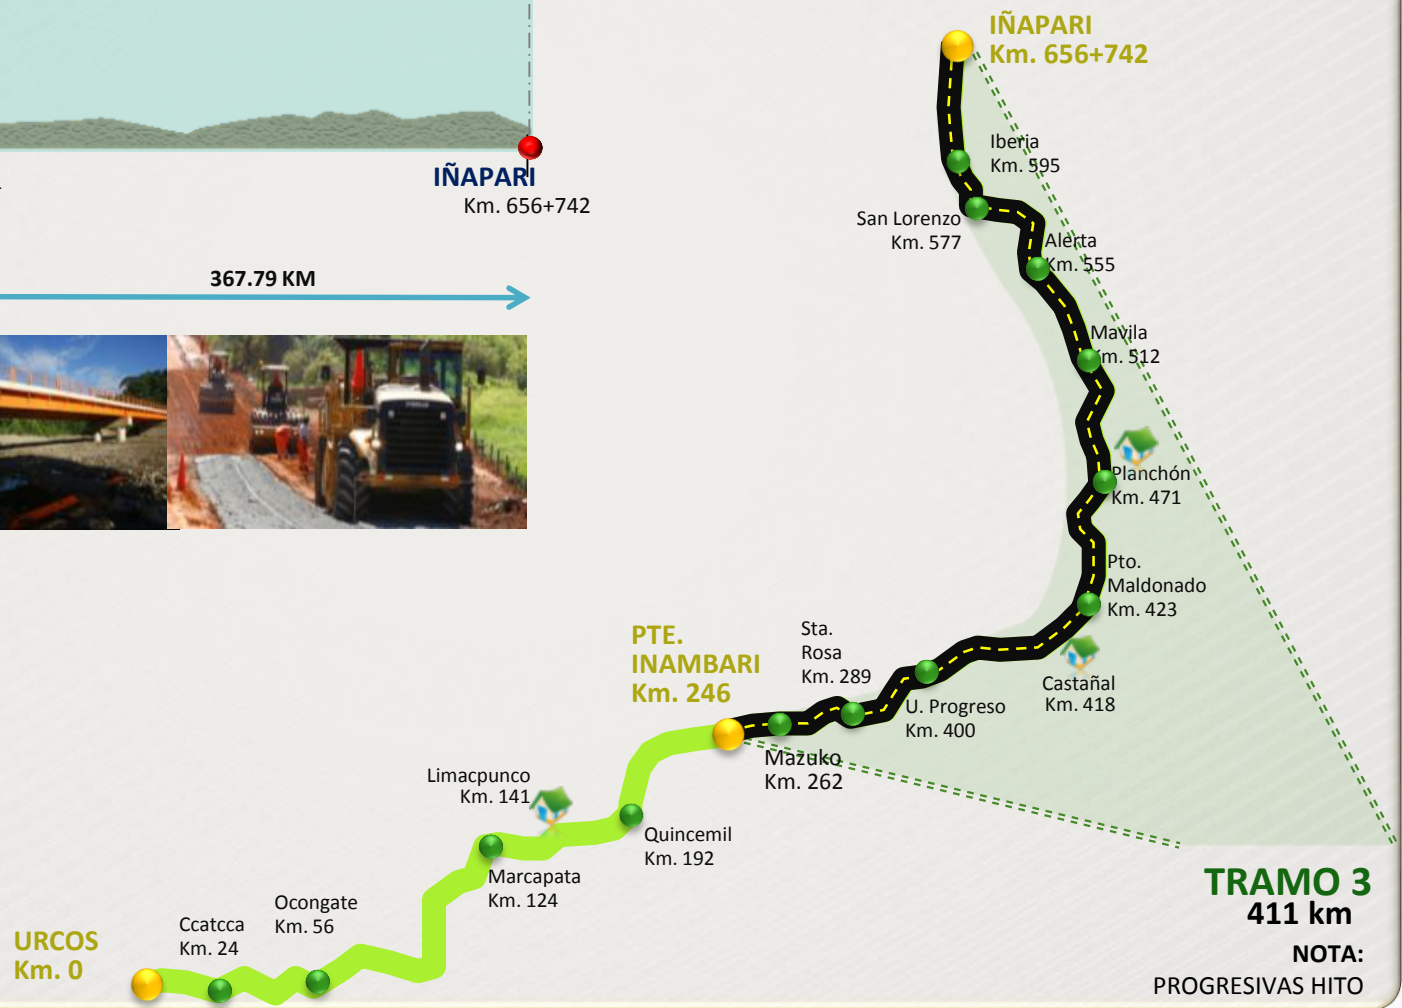 IÑAPARI
Km. 656+742
367.79 KM
IÑAPARI
Km. 656+742
Iberia
Km. 595
San Lorenzo
Km. 577
Alerta
Km. 555
Mavila
Km. 512
Planchón
Km. 471
Pto.
Maldonado
Km. 423
Castañal
Km. 418
U. Progreso
Km. 400
Sta.
Rosa
Km. 289
Mazuko
Km. 262
PTE.
INAMBARI
Km. 246
Quincemil
Km. 192
Limacpunco
Km. 141
Marcapata
Km. 124
Ocongate
Km. 56
Ccatcca
Km. 24
URCOS
Km. 0
TRAMO 3
411 km
NOTA:
PROGRESIVAS HITO